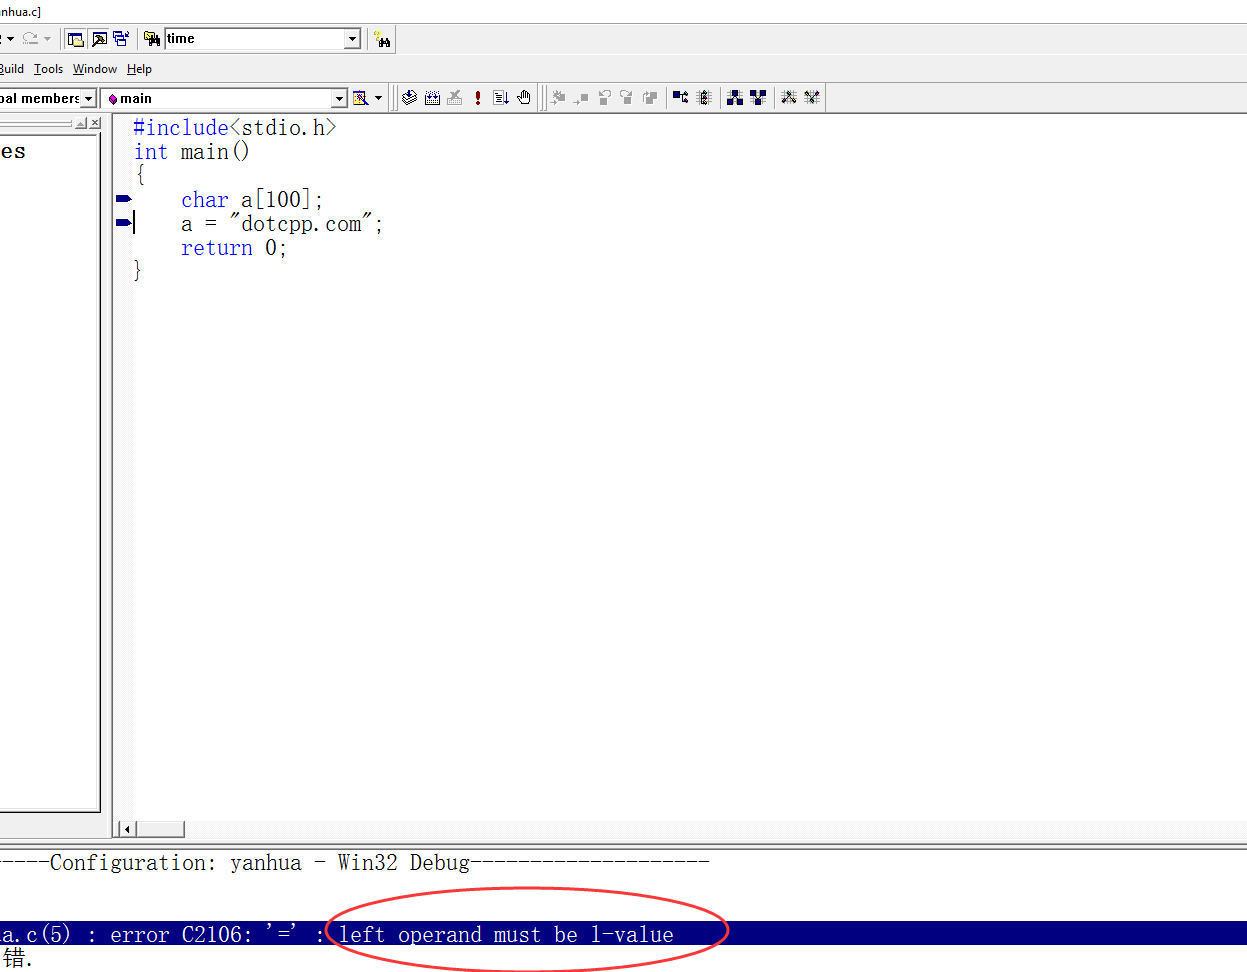 nhua.c]
time
Build Tools Window Help
bal members main
es
#include<stdio.h>
int main()
{
char a[100];
a = "dotcpp.com";
return 0;
}
-----Configuration: yanhua - Win32 Debug--------------------
a.c(5) : error C2106: '=' : left operand must be l-value
错.